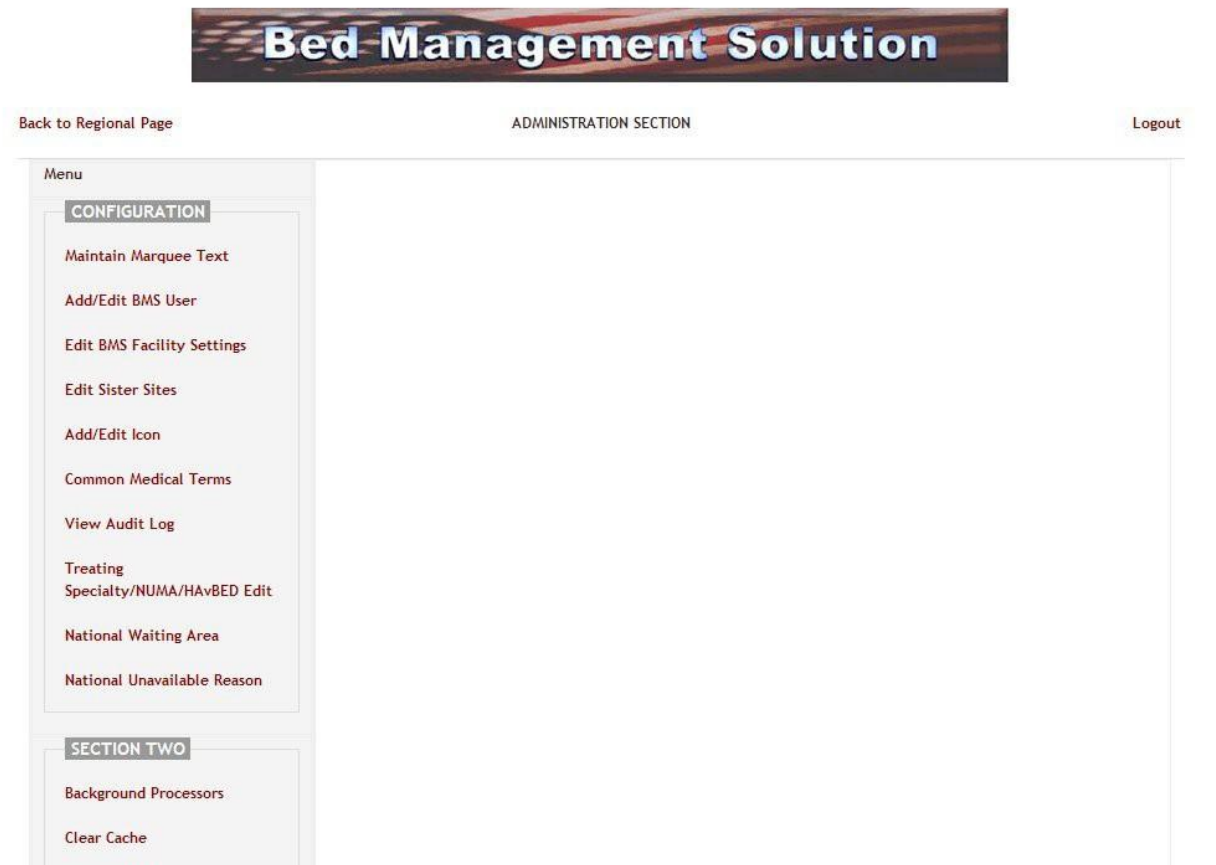 Bed Management Solution
Back to Regional Page
ADMINISTRATION SECTION
Logout
Menu
CONFIGURATION
Maintain Marquee Text
Add/Edit BMS User
Edit BMS Facility Settings
Edit Sister Sites
Add/Edit Icon
Common Medical Terms
View Audit Log
Treating
Specialty/NUMA/HAvBED Edit
National Waiting Area
National Unavailable Reason
SECTION TWO
Background Processors
Clear Cache